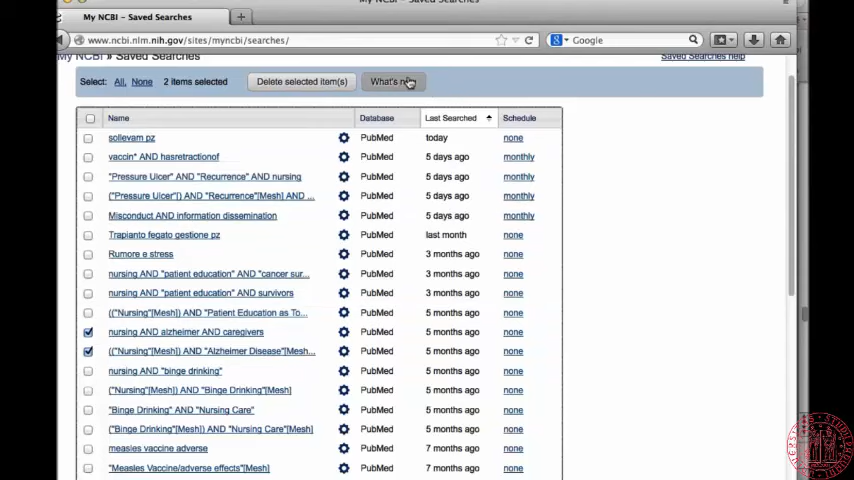 My NCBI – Saved Searches
My NCBI – Saved Searches
www.ncbi.nlm.nih.gov/sites/myncbi/searches/
Google
My NCBI » Saved Searches
Saved Searches help
Select: All, None 2 items selected Delete selected item(s)
What's
Name Database Last Searched Schedule
sollevam pz PubMed today none
vaccin* AND hasretractionof PubMed 5 days ago monthly
"Pressure Ulcer" AND "Recurrence" AND nursing PubMed 5 days ago monthly
("Pressure Ulcer"[) AND "Recurrence"[Mesh] AND ... PubMed 5 days ago monthly
Misconduct AND information dissemination PubMed 5 days ago monthly
Trapianto fegato gestione pz PubMed last month none
Rumore e stress PubMed 3 months ago none
nursing AND "patient education" AND "cancer sur... PubMed 3 months ago none
nursing AND "patient education" AND survivors PubMed 3 months ago none
(("Nursing"[Mesh]) AND "Patient Education as To... PubMed 5 months ago none
nursing AND alzheimer AND caregivers PubMed 5 months ago none
(("Nursing"[Mesh]) AND "Alzheimer Disease"[Mesh... PubMed 5 months ago none
nursing AND "binge drinking" PubMed 5 months ago none
("Nursing"[Mesh]) AND "Binge Drinking"[Mesh] PubMed 5 months ago none
"Binge Drinking" AND "Nursing Care" PubMed 5 months ago none
("Binge Drinking"[Mesh]) AND "Nursing Care"[Mesh] PubMed 5 months ago none
measles vaccine adverse PubMed 7 months ago none
"Measles Vaccine/adverse effects"[Mesh] PubMed 7 months ago none